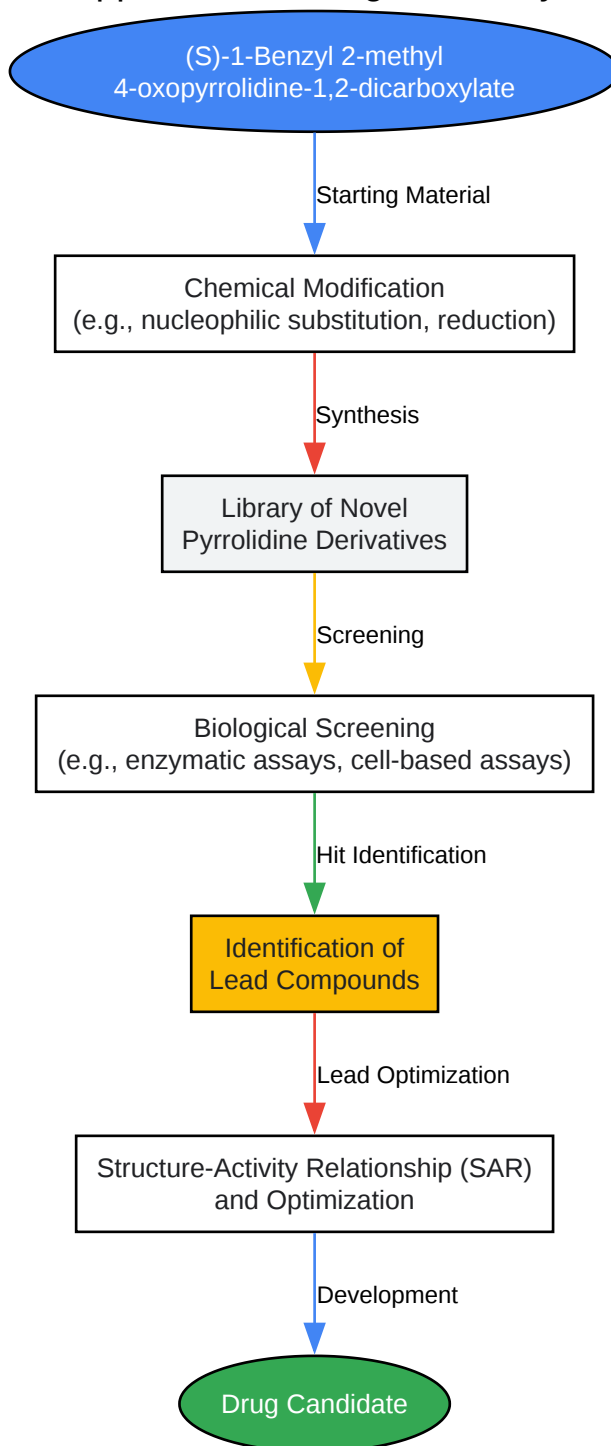 (S)-1-Benzyl 2-methyl
4-oxopyrrolidine-1,2-dicarboxylate
Starting Material
Chemical Modification
(e.g., nucleophilic substitution, reduction)
Synthesis
Library of Novel
Pyrrolidine Derivatives
Screening
Biological Screening
(e.g., enzymatic assays, cell-based assays)
Hit Identification
Identification of
Lead Compounds
Lead Optimization
Structure-Activity Relationship (SAR)
and Optimization
Development
Drug Candidate